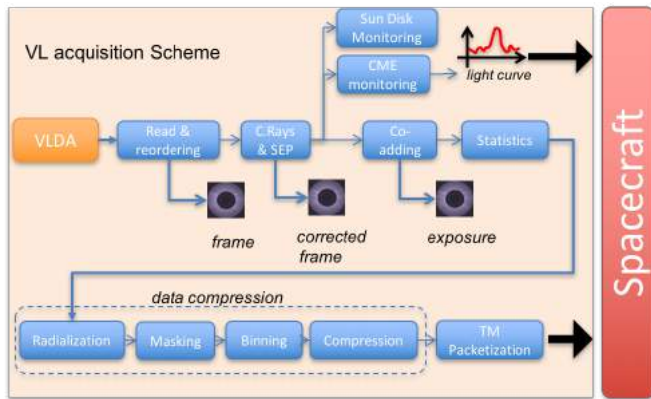 VL acquisition Scheme
Sun Disk
Monitoring
CME
monitoring
light curve
VLDA
Read &
reordering
C.Rays
& SEP
Co-
adding
Statistics
frame
corrected
frame
exposure
data compression
Radialization
Masking
Binning
Compression
TM
Packetization
Spacecraft